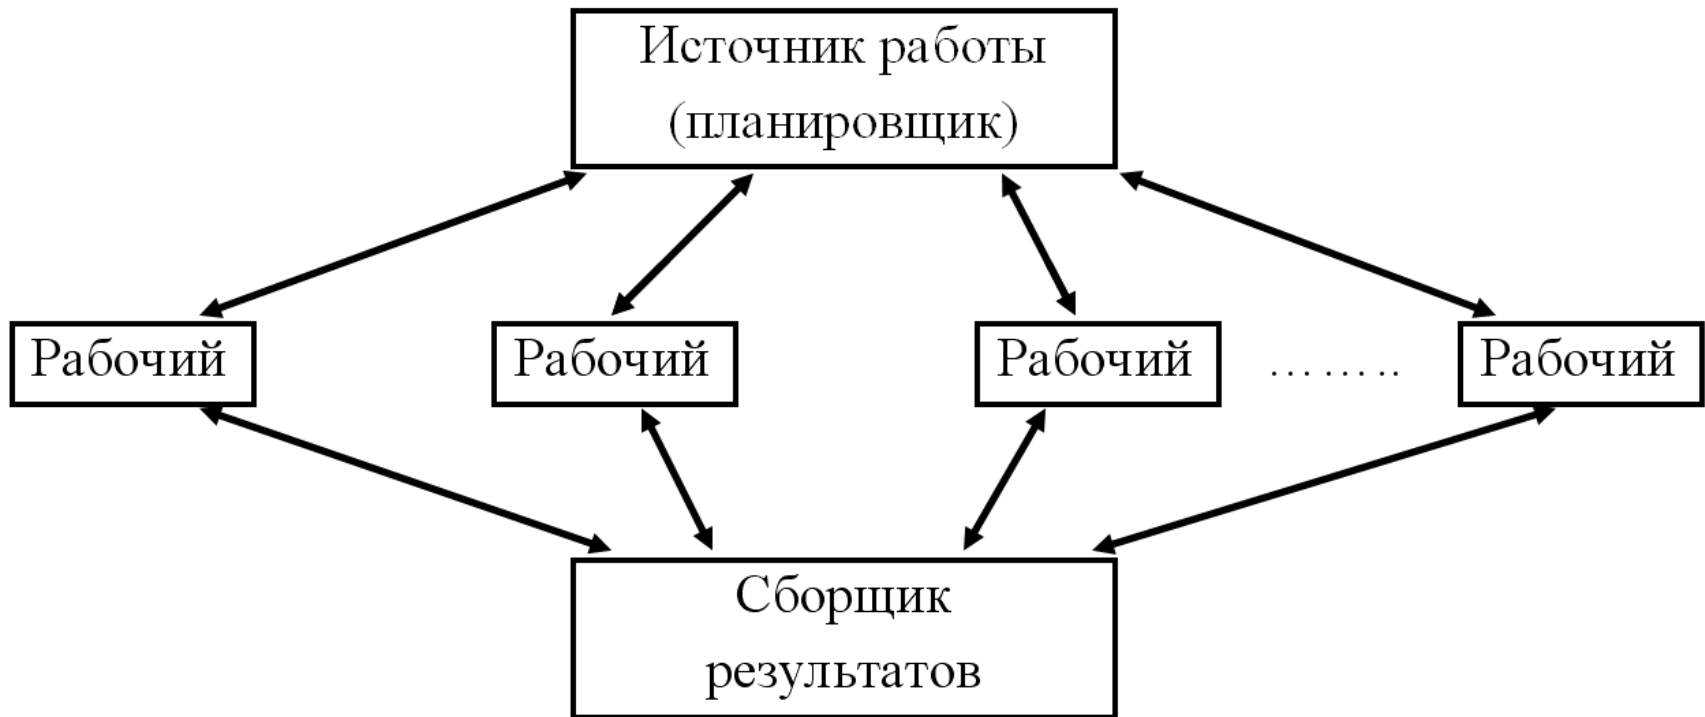 Источник работы
(планировщик)
Рабочий Рабочий Рабочий …….. Рабочий
Сборщик
результатов